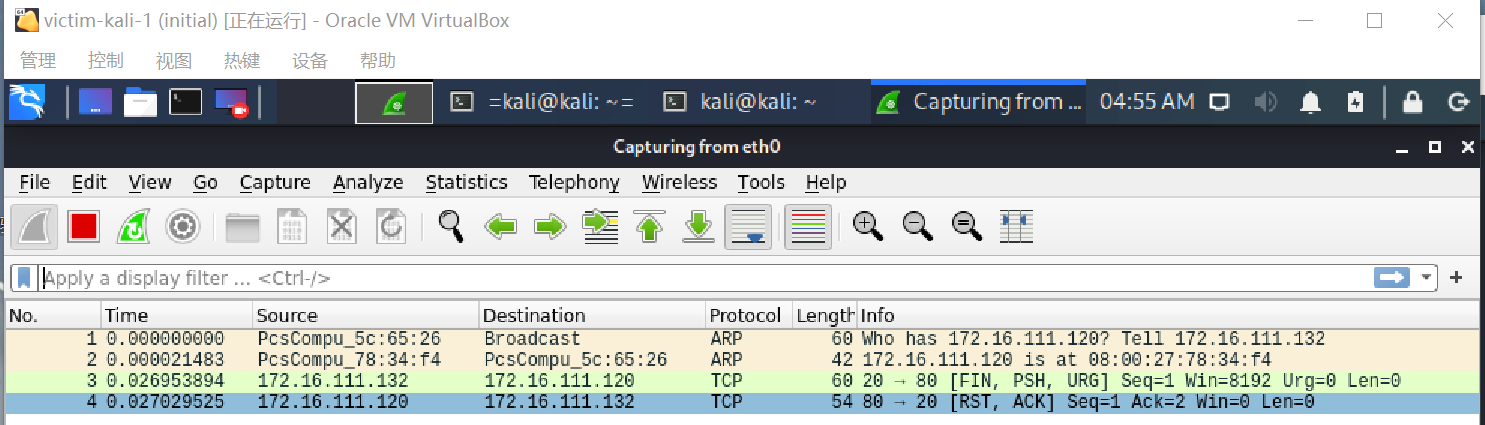 victim-kali-1 (initial) [正在运行] - Oracle VM VirtualBox
管理 控制 视图 热键 设备 帮助
=kali@kali: ~= kali@kali: ~ Capturing from ... 04:55 AM
Capturing from eth0
File Edit View Go Capture Analyze Statistics Telephony Wireless Tools Help
Apply a display filter ... <Ctrl-/>
No. Time Source Destination Protocol Length Info
1 0.000000000 PcsCompu_5c:65:26 Broadcast ARP 60 Who has 172.16.111.120? Tell 172.16.111.132
2 0.000021483 PcsCompu_78:34:f4 PcsCompu_5c:65:26 ARP 42 172.16.111.120 is at 08:00:27:78:34:f4
3 0.026953894 172.16.111.132 172.16.111.120 TCP 60 20 → 80 [FIN, PSH, URG] Seq=1 Win=8192 Urg=0 Len=0
4 0.027029525 172.16.111.120 172.16.111.132 TCP 54 80 → 20 [RST, ACK] Seq=1 Ack=2 Win=0 Len=0